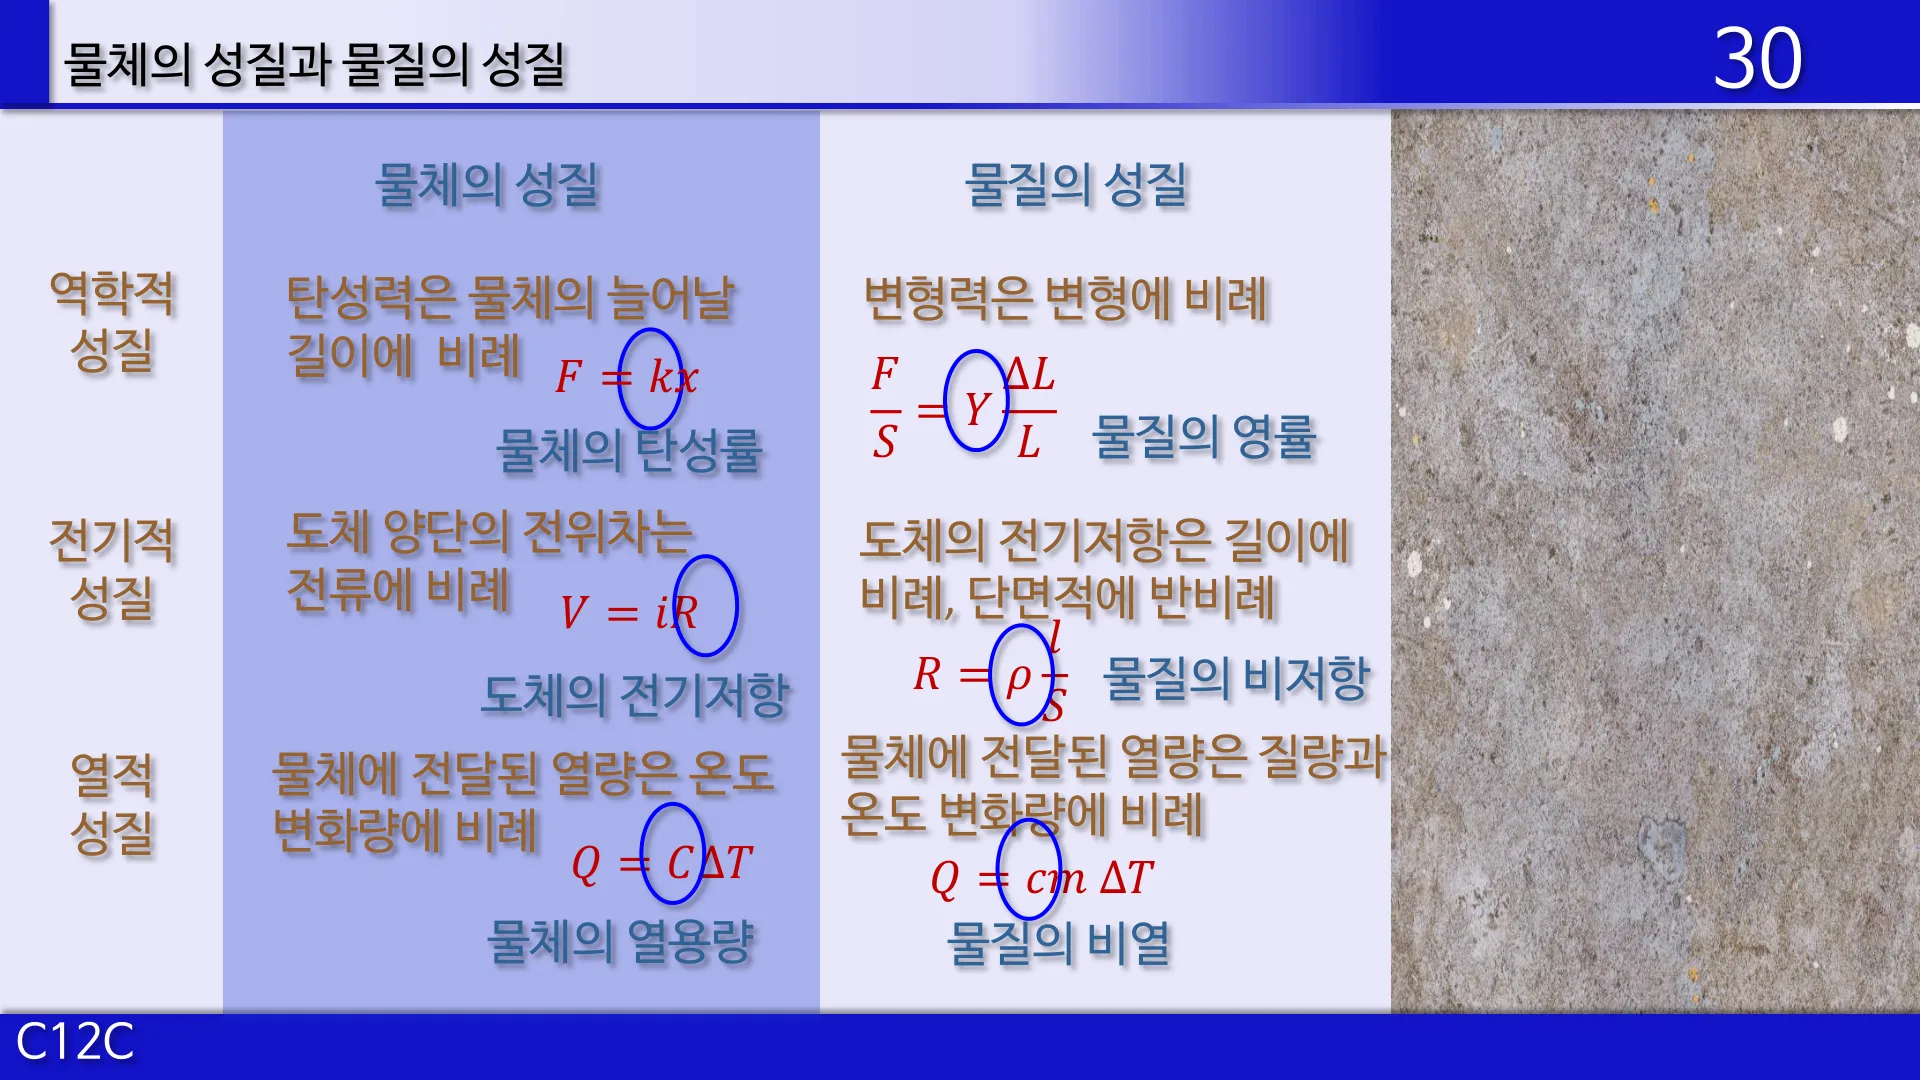 물체의 성질과 물질의 성질
30
물체의 성질
물질의 성질
역학적
성질
탄성력은 물체의 늘어날
길이에 비례
F = kx
물체의 탄성률
변형력은 변형에 비례
F/S = Y ΔL/L
물질의 영률
전기적
성질
도체 양단의 전위차는
전류에 비례
V = iR
도체의 전기저항
도체의 전기저항은 길이에
비례, 단면적에 반비례
R = ρ l/S
물질의 비저항
열적
성질
물체에 전달된 열량은 온도
변화량에 비례
Q = CΔT
물체의 열용량
물체에 전달된 열량은 질량과
온도 변화량에 비례
Q = cm ΔT
물질의 비열
C12C